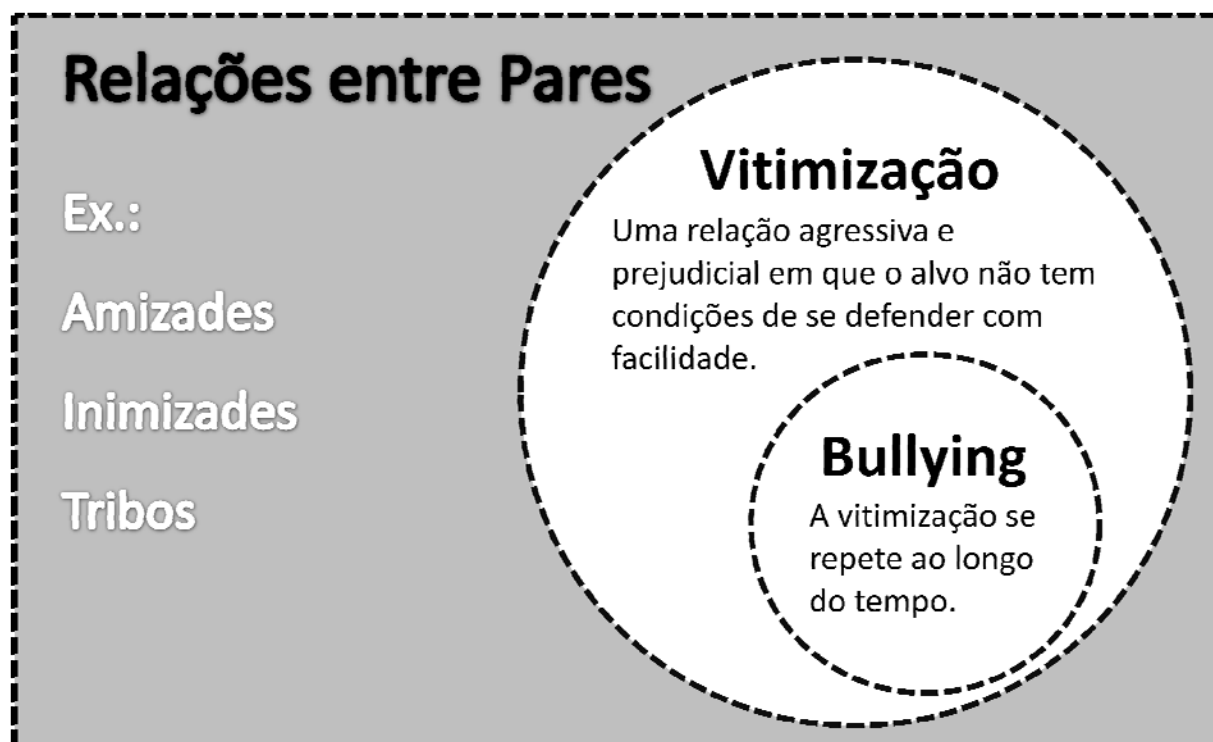 Relações entre Pares
Ex.:
Amizades
Inimizades
Tribos
Vitimização
Uma relação agressiva e
prejudicial em que o alvo não tem
condições de se defender com
facilidade.
Bullying
A vitimização se
repete ao longo
do tempo.